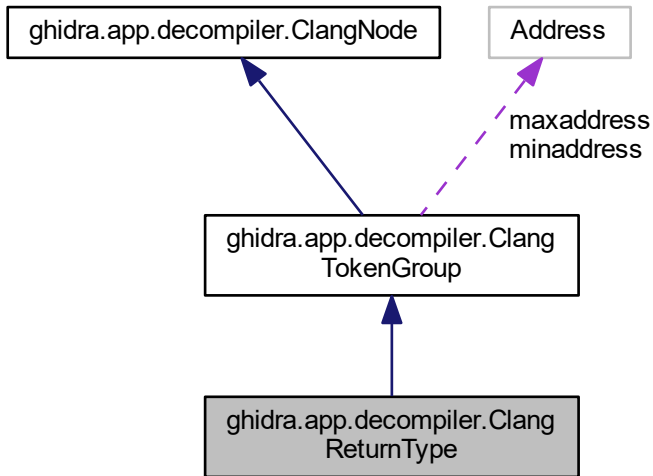 ghidra.app.decompiler.ClangNode
Address
maxaddress
minaddress
ghidra.app.decompiler.Clang
TokenGroup
ghidra.app.decompiler.Clang
ReturnType